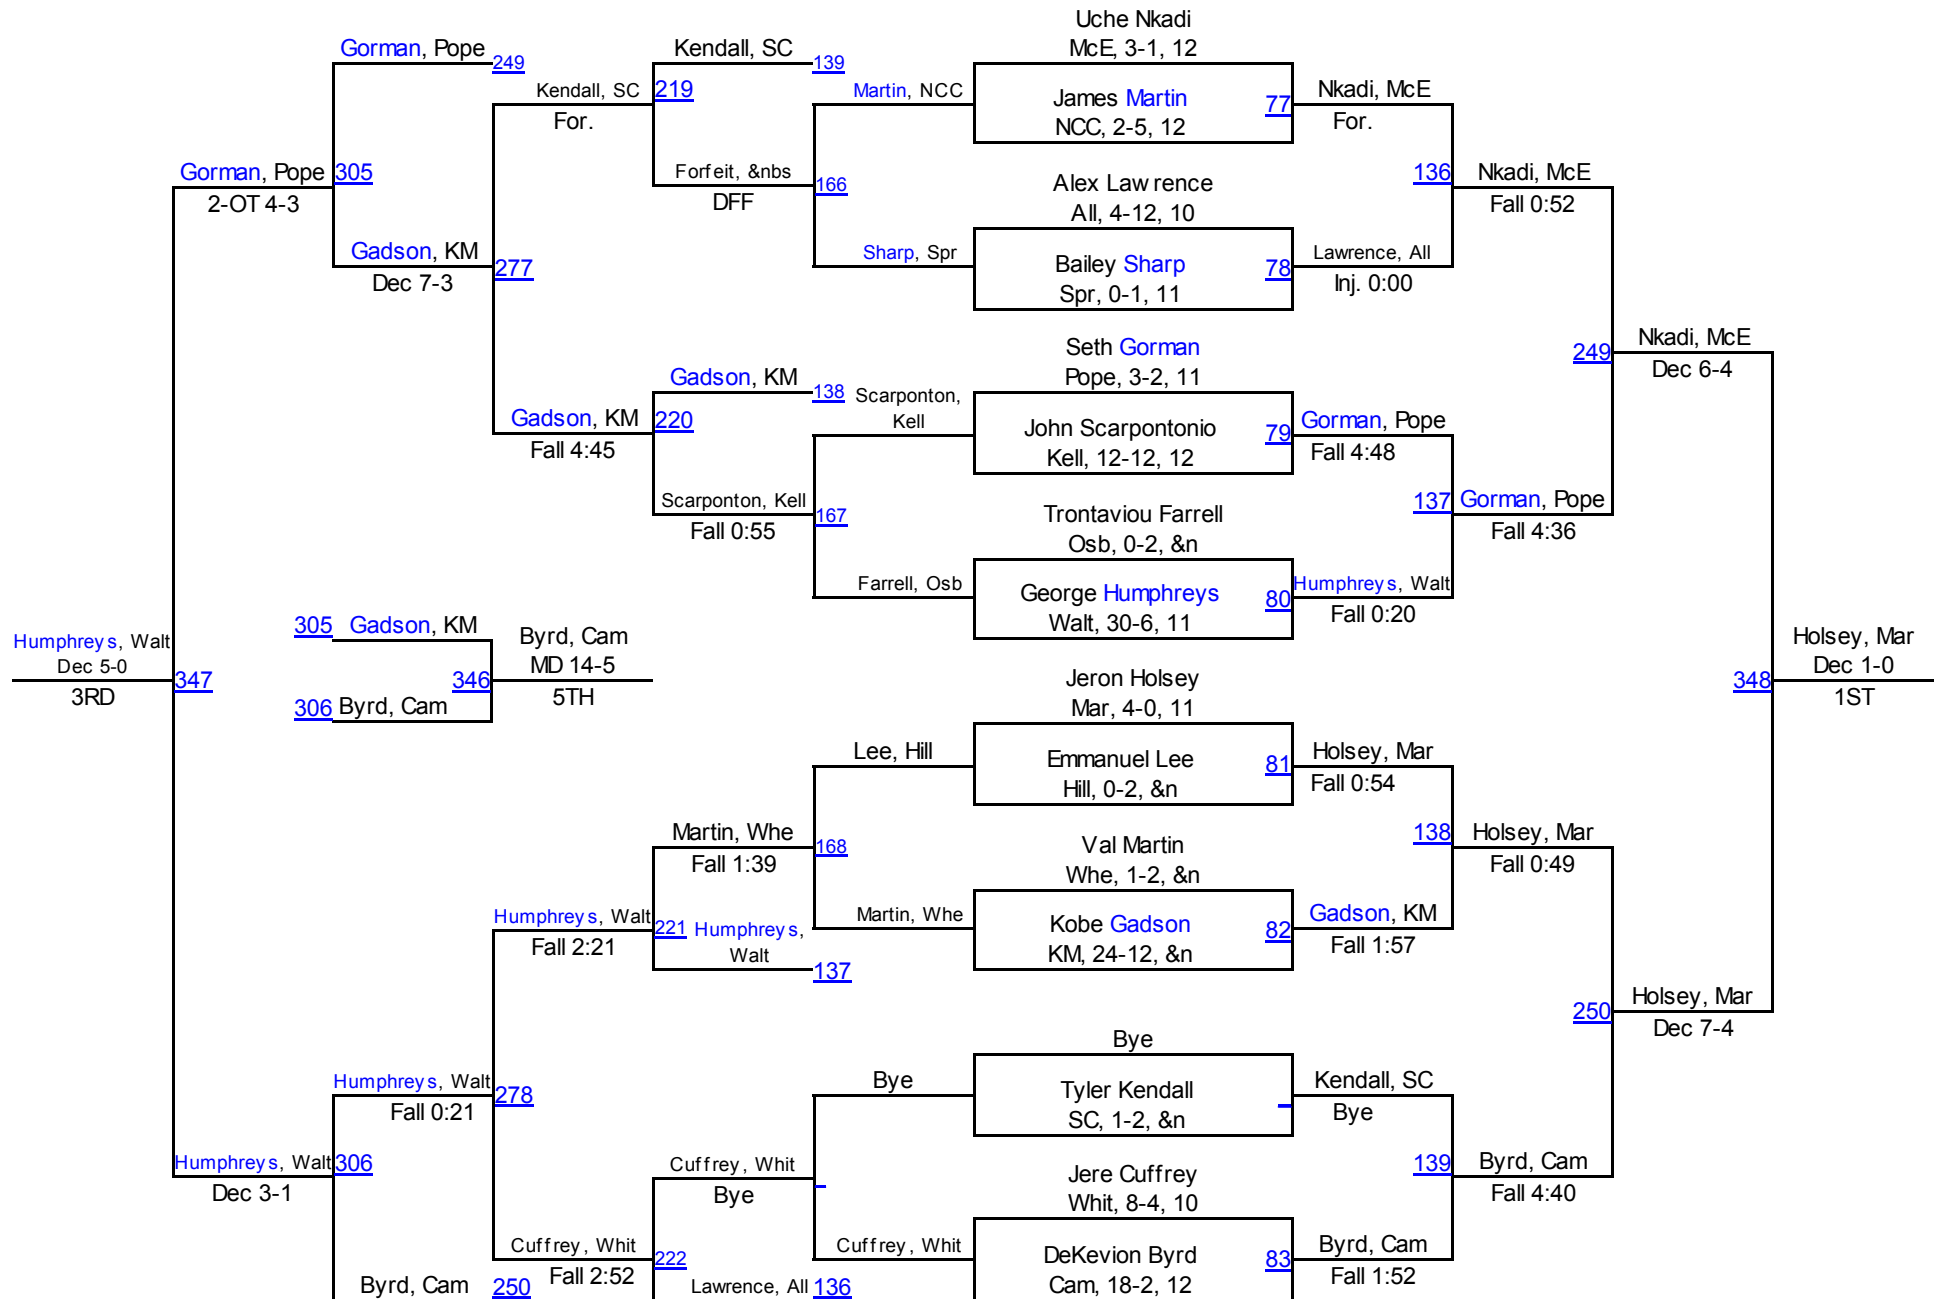 Uche Nkadi
Gorman, Pope
249
Kendall, SC
139
McE, 3-1, 12
Kendall, SC
219
Martin, NCC
James Martin
77
Nkadi, McE
For.
NCC, 2-5, 12
For.
Gorman, Pope
305
Forfeit, &nbs
166
Alex Lawrence
136
Nkadi, McE
2-OT 4-3
DFF
All, 4-12, 10
Fall 0:52
Gadson, KM
277
Sharp, Spr
Bailey Sharp
78
Lawrence, All
Dec 7-3
Spr, 0-1, 11
Inj. 0:00
Seth Gorman
249
Nkadi, McE
Gadson, KM
138
Pope, 3-2, 11
Dec 6-4
Scarponton,
Kell
Gadson, KM
220
John Scarpontonio
79
Gorman, Pope
Fall 4:45
Kell, 12-12, 12
Fall 4:48
Scarponton, Kell
167
Trontaviou Farrell
137
Gorman, Pope
Fall 0:55
Osb, 0-2, &n
Fall 4:36
Farrell, Osb
George Humphreys
80
Humphreys, Walt
Walt, 30-6, 11
Fall 0:20
305
Gadson, KM
Byrd, Cam
Humphreys, Walt
Dec 5-0
347
346
MD 14-5
Jeron Holsey
348
Holsey, Mar
Dec 1-0
3RD
306
Byrd, Cam
5TH
Mar, 4-0, 11
1ST
Lee, Hill
Emmanuel Lee
81
Holsey, Mar
Hill, 0-2, &n
Fall 0:54
Martin, Whe
168
Val Martin
138
Holsey, Mar
Fall 1:39
Whe, 1-2, &n
Fall 0:49
Humphreys, Walt
221
Humphreys,
Walt
137
Martin, Whe
Kobe Gadson
82
Gadson, KM
Fall 2:21
KM, 24-12, &n
Fall 1:57
250
Holsey, Mar
Dec 7-4
Bye
Humphreys, Walt
278
Bye
Tyler Kendall
Kendall, SC
Fall 0:21
SC, 1-2, &n
Bye
Humphreys, Walt
306
Cuffrey, Whit
Jere Cuffrey
139
Byrd, Cam
Dec 3-1
Bye
Whit, 8-4, 10
Fall 4:40
Cuffrey, Whit
222
Cuffrey, Whit
DeKevion Byrd
83
Byrd, Cam
Byrd, Cam
250
Fall 2:52
Lawrence, All
136
Cam, 18-2, 12
Fall 1:52